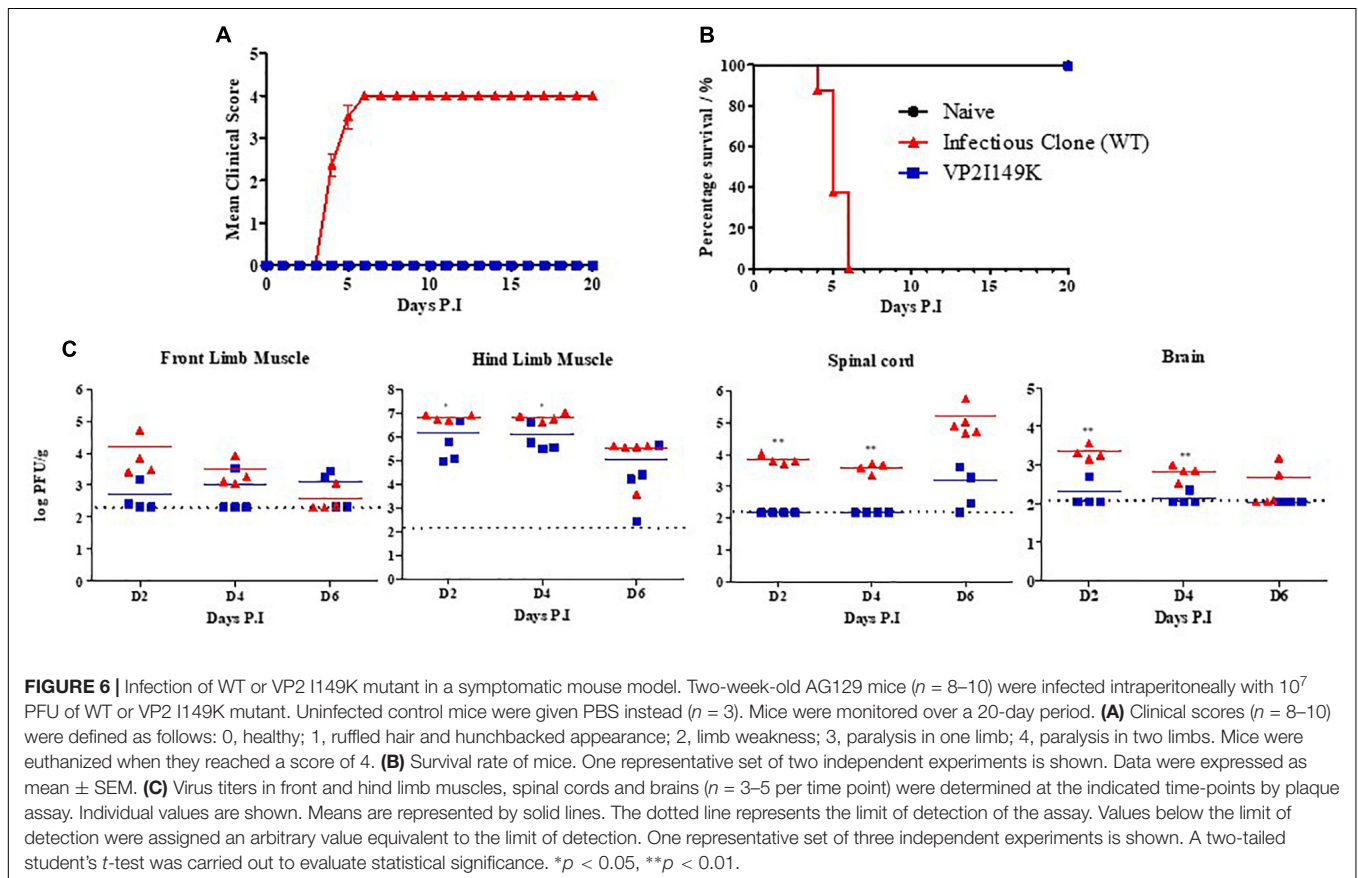 A
B
5
4
3
2
1
0
Mean Clinical Score
0 5 10 15 20
Days P.I
100
80
60
40
20
0
Percentage survival / %
0 5 10 15 20
Days P.I
Naive
Infectious Clone (WT)
VP2I149K
C
Front Limb Muscle
Hind Limb Muscle
Spinal cord
Brain
log PFU/g
6
5
4
3
2
1
0
D2 D4 D6
Days P.I
8
7
6
5
4
3
2
1
0
* *
D2 D4 D6
Days P.I
6
5
4
3
2
1
0
** **
D2 D4 D6
Days P.I
5
4
3
2
1
0
** **
D2 D4 D6
Days P.I
FIGURE 6 | Infection of WT or VP2 I149K mutant in a symptomatic mouse model. Two-week-old AG129 mice (n = 8–10) were infected intraperitoneally with 10⁷
PFU of WT or VP2 I149K mutant. Uninfected control mice were given PBS instead (n = 3). Mice were monitored over a 20-day period. (A) Clinical scores (n = 8–10)
were defined as follows: 0, healthy; 1, ruffled hair and hunchbacked appearance; 2, limb weakness; 3, paralysis in one limb; 4, paralysis in two limbs. Mice were
euthanized when they reached a score of 4. (B) Survival rate of mice. One representative set of two independent experiments is shown. Data were expressed as
mean ± SEM. (C) Virus titers in front and hind limb muscles, spinal cords and brains (n = 3–5 per time point) were determined at the indicated time-points by plaque
assay. Individual values are shown. Means are represented by solid lines. The dotted line represents the limit of detection of the assay. Values below the limit of
detection were assigned an arbitrary value equivalent to the limit of detection. One representative set of three independent experiments is shown. A two-tailed
student's t-test was carried out to evaluate statistical significance. *p < 0.05, **p < 0.01.